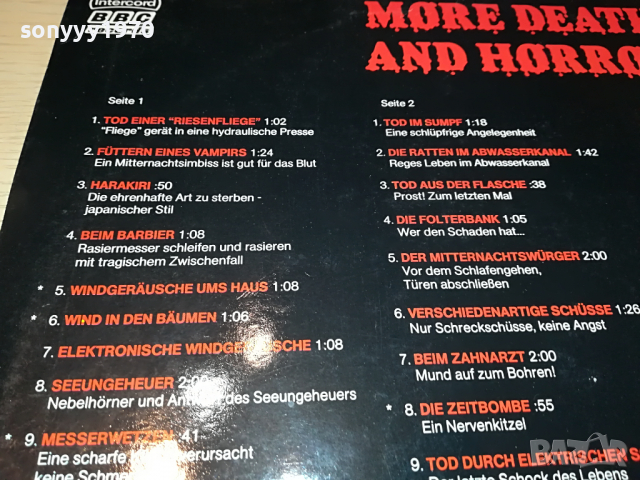 sonyyy1970
Intercord
BBC
MORE DEATH
AND HORRO
Seite 1
1. TOD EINER "RIESENFLIEGE" 1:02
"Fliege" gerät in eine hydraulische Presse
2. FÜTTERN EINES VAMPIRS 1:24
Ein Mitternachtsimbiss ist gut für das Blut
3. HARAKIRI :50
Die ehrenhafte Art zu sterben -
japanischer Stil
4. BEIM BARBIER 1:08
Rasiermesser schleifen und rasieren
mit tragischem Zwischenfall
* 5. WINDGERÄUSCHE UMS HAUS 1:08
* 6. WIND IN DEN BÄUMEN 1:06
7. ELEKTRONISCHE WINDGERÄUSCHE 1:08
8. SEEUNGEHEUER 2:0
Nebelhörner und des Seeungeheuers
* 9. MESSERWETZEN :41
Eine scharfe verursacht
keine Schme
Seite 2
1. TOD IM SUMPF 1:18
Eine schlüpfrige Angelegenheit
2. DIE RATTEN IM ABWASSERKANAL 1:42
Reges Leben im Abwasserkanal
3. TOD AUS DER FLASCHE :38
Prost! Zum letzten Mal
4. DIE FOLTERBANK 1:05
Wer den Schaden hat...
5. DER MITTERNACHTSWÜRGER 2:00
Vor dem Schlafengehen,
Türen abschließen
6. VERSCHIEDENARTIGE SCHÜSSE 1:26
Nur Schreckschüsse, keine Angst
7. BEIM ZAHNARZT 2:00
Mund auf zum Bohren!
* 8. DIE ZEITBOMBE :55
Ein Nervenkitzel
9. TOD DURCH ELEKTRISCHEN S
Der letzte Schock des Lebens
BAZAR